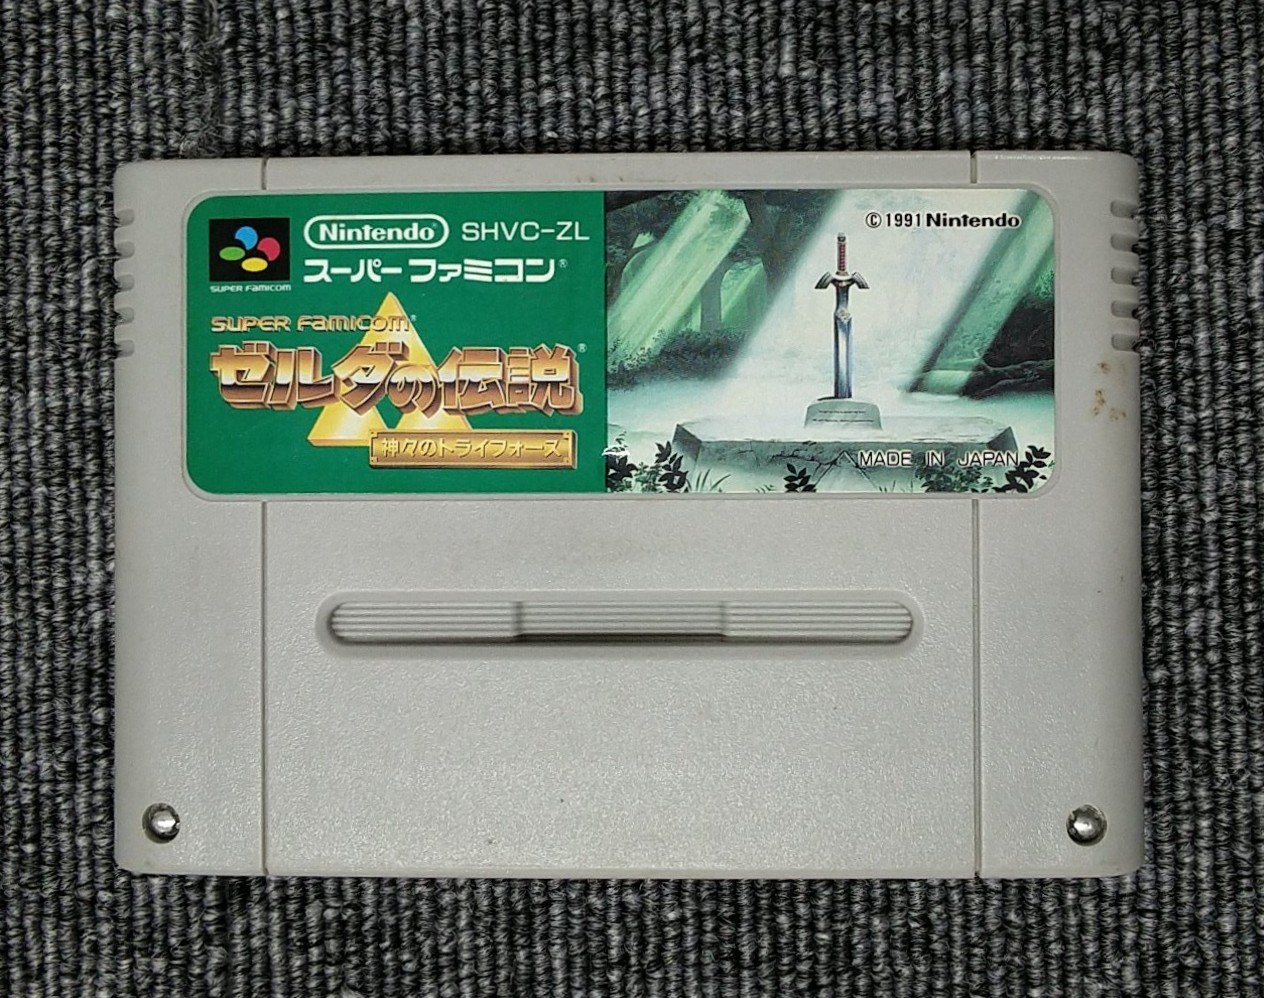 Nintendo SHVC-ZL
スーパーファミコン®
SUPER FAMICOM
SUPER FAMICOM®
ゼルダの伝説®
神々のトライフォース
©1991 Nintendo
MADE IN JAPAN